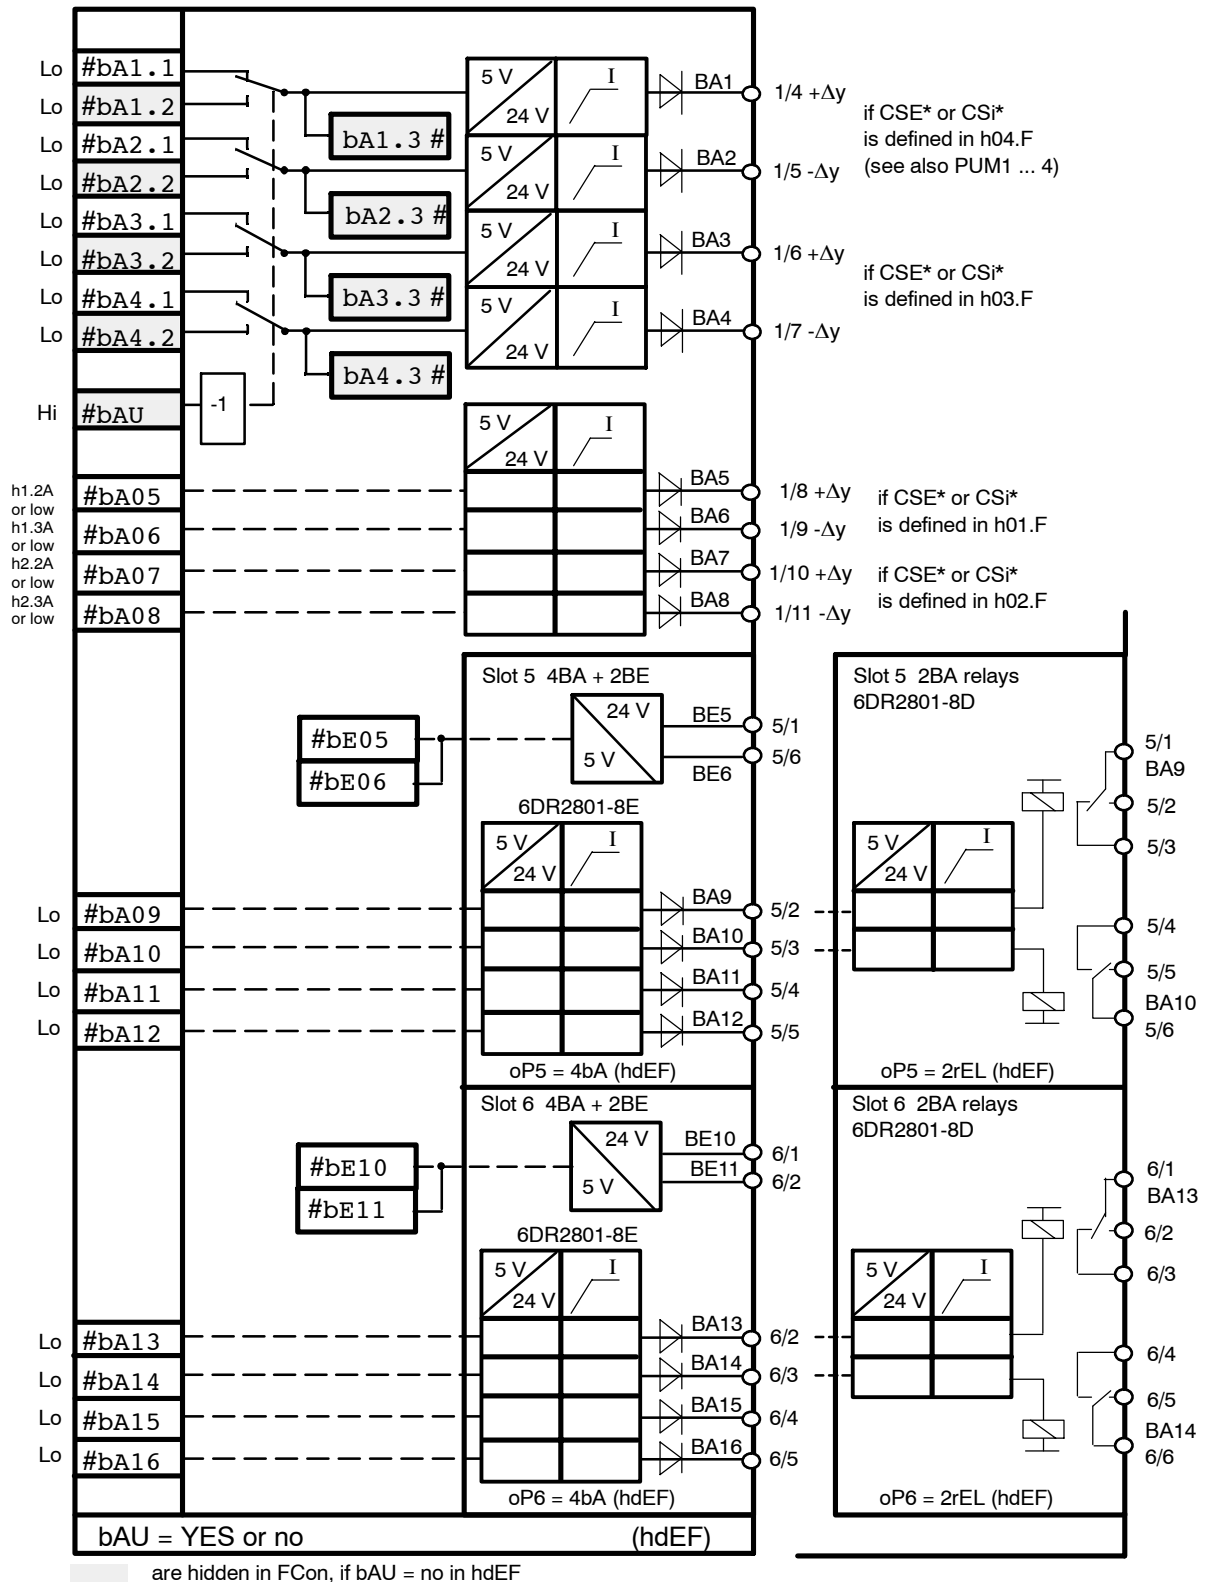 Lo #bA1.1
Lo #bA1.2
Lo #bA2.1
Lo #bA2.2
Lo #bA3.1
Lo #bA3.2
Lo #bA4.1
Lo #bA4.2
Hi #bAU
-1
bA1.3 #
bA2.3 #
bA3.3 #
bA4.3 #
5 V 24 V I
5 V 24 V I
5 V 24 V I
5 V 24 V I
BA1 1/4 +Δy
BA2 1/5 -Δy
BA3 1/6 +Δy
BA4 1/7 -Δy
if CSE* or CSi*
is defined in h04.F
(see also PUM1 ... 4)
if CSE* or CSi*
is defined in h03.F
5 V 24 V I
h1.2A
or low
#bA05
h1.3A
or low
#bA06
h2.2A
or low
#bA07
h2.3A
or low
#bA08
BA5 1/8 +Δy
BA6 1/9 -Δy
BA7 1/10 +Δy
BA8 1/11 -Δy
if CSE* or CSi*
is defined in h01.F
if CSE* or CSi*
is defined in h02.F
Slot 5 4BA + 2BE
#bE05
#bE06
24 V
5 V
BE5 5/1
BE6 5/6
6DR2801-8E
5 V 24 V I
Lo #bA09 BA9 5/2
Lo #bA10 BA10 5/3
Lo #bA11 BA11 5/4
Lo #bA12 BA12 5/5
oP5 = 4bA (hdEF)
Slot 5 2BA relays
6DR2801-8D
5/1
BA9
5/2
5/3
5 V 24 V I
5/4
5/5
BA10
5/6
oP5 = 2rEL (hdEF)
Slot 6 4BA + 2BE
#bE10
#bE11
24 V
5 V
BE10 6/1
BE11 6/2
6DR2801-8E
5 V 24 V I
Lo #bA13 BA13 6/2
Lo #bA14 BA14 6/3
Lo #bA15 BA15 6/4
Lo #bA16 BA16 6/5
oP6 = 4bA (hdEF)
Slot 6 2BA relays
6DR2801-8D
6/1
BA13
6/2
6/3
5 V 24 V I
6/4
6/5
BA14
6/6
oP6 = 2rEL (hdEF)
bAU = YES or no (hdEF)
are hidden in FCon, if bAU = no in hdEF